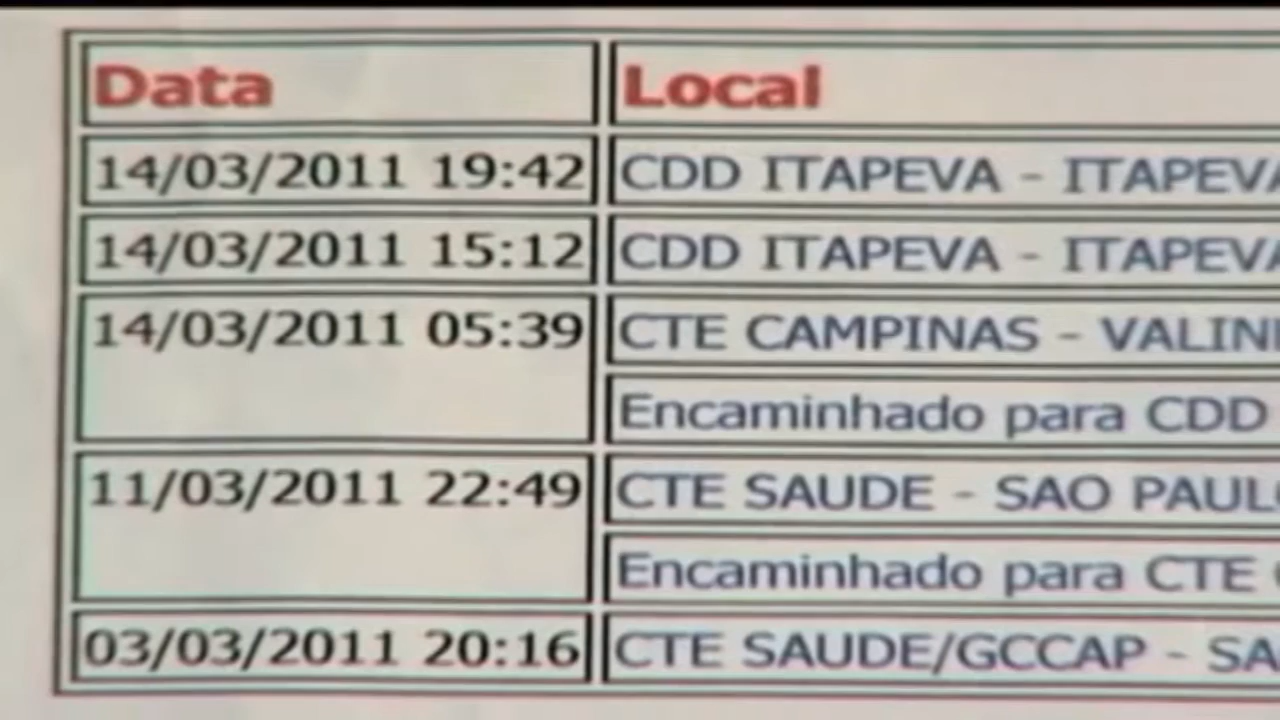 Data Local
14/03/2011 19:42 CDD ITAPEVA - ITAPEVA
14/03/2011 15:12 CDD ITAPEVA - ITAPEVA
14/03/2011 05:39 CTE CAMPINAS - VALIN
Encaminhado para CDD
11/03/2011 22:49 CTE SAUDE - SAO PAULO
Encaminhado para CTE
03/03/2011 20:16 CTE SAUDE/GCCAP - SA